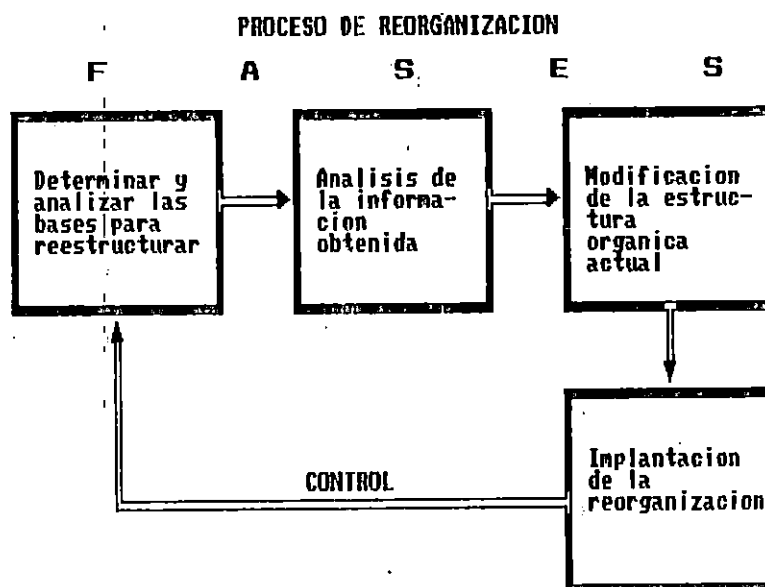 PROCESO DE REORGANIZACION
F A S E S
Determinar y
analizar las
bases para
reestructurar
Analisis de
la informa-
cion
obtenida
Modificacion
de la estruc-
tura
organica
actual
Implantacion
de la
reorganizacion
CONTROL